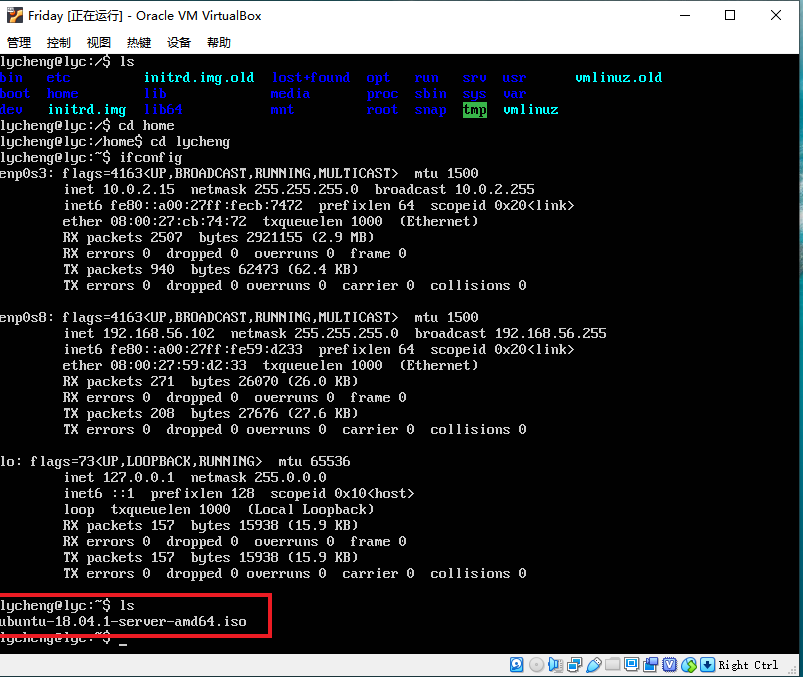 Friday [正在运行] - Oracle VM VirtualBox
管理 控制 视图 热键 设备 帮助
lycheng@lyc:/$ ls
bin etc initrd.img.old lost+found opt run srv usr vmlinuz.old
boot home lib media proc sbin sys var
dev initrd.img lib64 mnt root snap tmp vmlinuz
lycheng@lyc:/$ cd home
lycheng@lyc:/home$ cd lycheng
lycheng@lyc:~$ ifconfig
enp0s3: flags=4163<UP,BROADCAST,RUNNING,MULTICAST> mtu 1500
inet 10.0.2.15 netmask 255.255.255.0 broadcast 10.0.2.255
inet6 fe80::a00:27ff:fecb:7472 prefixlen 64 scopeid 0x20<link>
ether 08:00:27:cb:74:72 txqueuelen 1000 (Ethernet)
RX packets 2507 bytes 2921155 (2.9 MB)
RX errors 0 dropped 0 overruns 0 frame 0
TX packets 940 bytes 62473 (62.4 KB)
TX errors 0 dropped 0 overruns 0 carrier 0 collisions 0
enp0s8: flags=4163<UP,BROADCAST,RUNNING,MULTICAST> mtu 1500
inet 192.168.56.102 netmask 255.255.255.0 broadcast 192.168.56.255
inet6 fe80::a00:27ff:fe59:d233 prefixlen 64 scopeid 0x20<link>
ether 08:00:27:59:d2:33 txqueuelen 1000 (Ethernet)
RX packets 271 bytes 26070 (26.0 KB)
RX errors 0 dropped 0 overruns 0 frame 0
TX packets 208 bytes 27676 (27.6 KB)
TX errors 0 dropped 0 overruns 0 carrier 0 collisions 0
lo: flags=73<UP,LOOPBACK,RUNNING> mtu 65536
inet 127.0.0.1 netmask 255.0.0.0
inet6 ::1 prefixlen 128 scopeid 0x10<host>
loop txqueuelen 1000 (Local Loopback)
RX packets 157 bytes 15938 (15.9 KB)
RX errors 0 dropped 0 overruns 0 frame 0
TX packets 157 bytes 15938 (15.9 KB)
TX errors 0 dropped 0 overruns 0 carrier 0 collisions 0
lycheng@lyc:~$ ls
ubuntu-18.04.1-server-amd64.iso
lycheng@lyc:~$ _
Right Ctrl